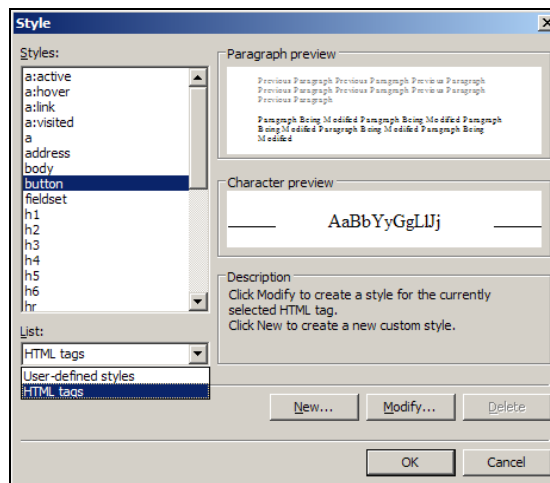 Style
Styles:
a:active
a:hover
a:link
a:visited
a
address
body
button
fieldset
h1
h2
h3
h4
h5
h6
hr
List:
HTML tags
User-defined styles
HTML tags
Paragraph preview
Previous Paragraph Previous Paragraph Previous Paragraph
Previous Paragraph Previous Paragraph Previous Paragraph
Previous Paragraph
Paragraph Being Modified Paragraph Being Modified Paragraph
Being Modified Paragraph Being Modified Paragraph Being
Modified
Character preview
AaBbYyGgLlJj
Description
Click Modify to create a style for the currently
selected HTML tag.
Click New to create a new custom style.
New... Modify... Delete
OK Cancel